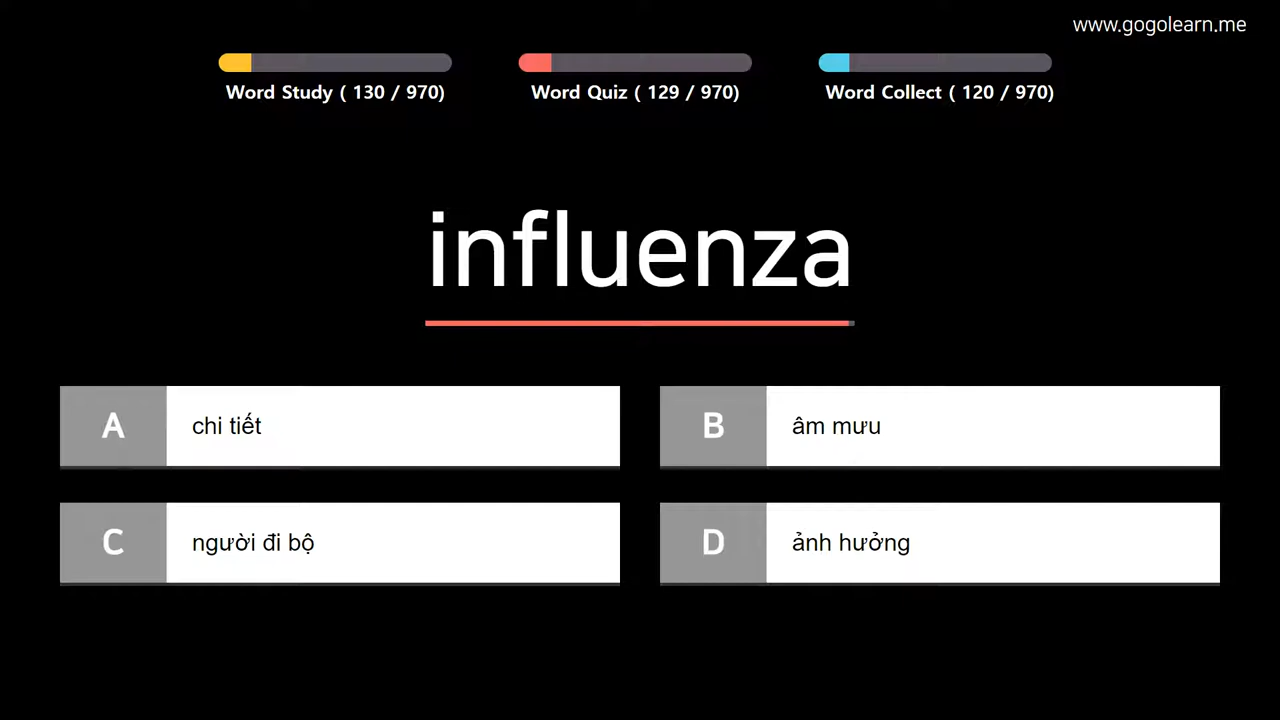 www.gogolearn.me
Word Study ( 130 / 970)
Word Quiz ( 129 / 970)
Word Collect ( 120 / 970)
influenza
A chi tiết
B âm mưu
C người đi bộ
D ảnh hưởng